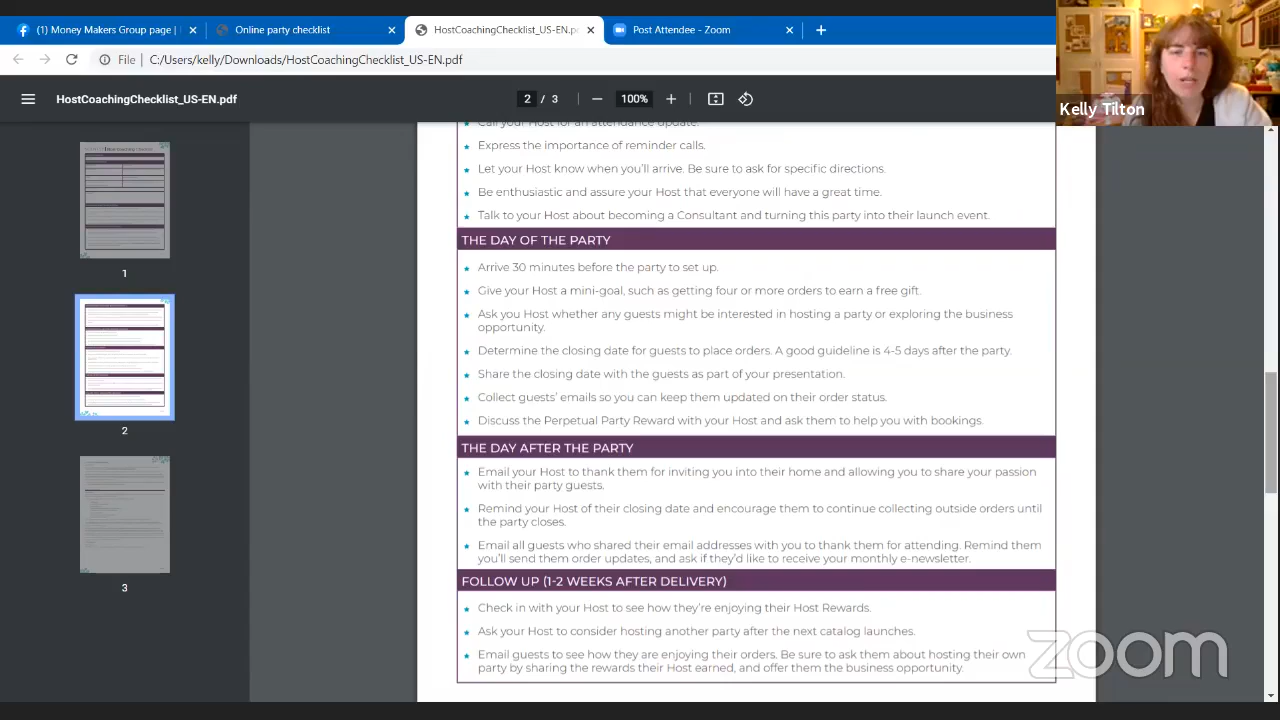 (1) Money Makers Group page |
Online party checklist
HostCoachingChecklist_US-EN.p
Post Attendee - Zoom
File | C:/Users/kelly/Downloads/HostCoachingChecklist_US-EN.pdf
HostCoachingChecklist_US-EN.pdf
2 / 3
100%
Kelly Tilton
Call your Host for an attendance update.
Express the importance of reminder calls.
Let your Host know when you'll arrive. Be sure to ask for specific directions.
Be enthusiastic and assure your Host that everyone will have a great time.
Talk to your Host about becoming a Consultant and turning this party into their launch event.
THE DAY OF THE PARTY
Arrive 30 minutes before the party to set up.
Give your Host a mini-goal, such as getting four or more orders to earn a free gift.
Ask you Host whether any guests might be interested in hosting a party or exploring the business
opportunity.
Determine the closing date for guests to place orders. A good guideline is 4-5 days after the party.
Share the closing date with the guests as part of your presentation.
Collect guests' emails so you can keep them updated on their order status.
Discuss the Perpetual Party Reward with your Host and ask them to help you with bookings.
THE DAY AFTER THE PARTY
Email your Host to thank them for inviting you into their home and allowing you to share your passion
with their party guests.
Remind your Host of their closing date and encourage them to continue collecting outside orders until
the party closes.
Email all guests who shared their email addresses with you to thank them for attending. Remind them
you'll send them order updates, and ask if they'd like to receive your monthly e-newsletter.
FOLLOW UP (1-2 WEEKS AFTER DELIVERY)
Check in with your Host to see how they're enjoying their Host Rewards.
Ask your Host to consider hosting another party after the next catalog launches.
Email guests to see how they are enjoying their orders. Be sure to ask them about hosting their own
party by sharing the rewards their Host earned, and offer them the business opportunity.
1
2
3
zoom